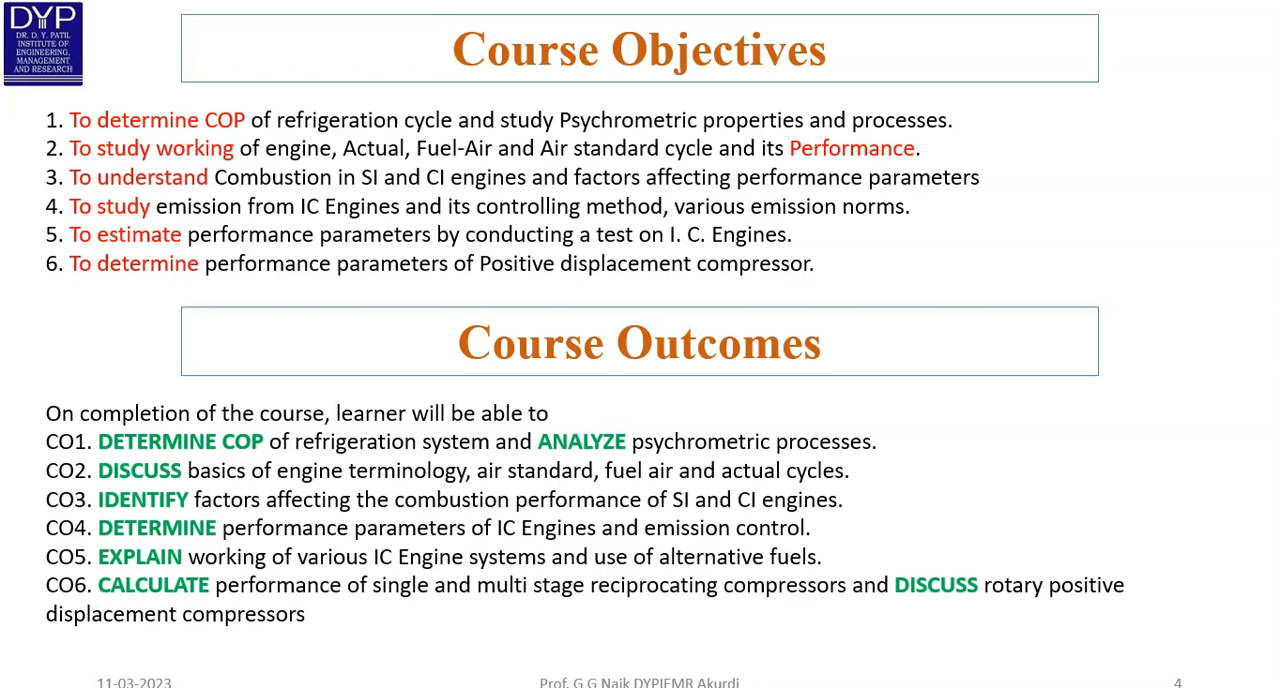 DYP
DR. D. Y. PATIL
INSTITUTE OF
ENGINEERING,
MANAGEMENT
AND RESEARCH
Course Objectives
1. To determine COP of refrigeration cycle and study Psychrometric properties and processes.
2. To study working of engine, Actual, Fuel-Air and Air standard cycle and its Performance.
3. To understand Combustion in SI and CI engines and factors affecting performance parameters
4. To study emission from IC Engines and its controlling method, various emission norms.
5. To estimate performance parameters by conducting a test on I. C. Engines.
6. To determine performance parameters of Positive displacement compressor.
Course Outcomes
On completion of the course, learner will be able to
CO1. DETERMINE COP of refrigeration system and ANALYZE psychrometric processes.
CO2. DISCUSS basics of engine terminology, air standard, fuel air and actual cycles.
CO3. IDENTIFY factors affecting the combustion performance of SI and CI engines.
CO4. DETERMINE performance parameters of IC Engines and emission control.
CO5. EXPLAIN working of various IC Engine systems and use of alternative fuels.
CO6. CALCULATE performance of single and multi stage reciprocating compressors and DISCUSS rotary positive
displacement compressors
11-03-2023
Prof. G G Naik DYPIEMR Akurdi
4